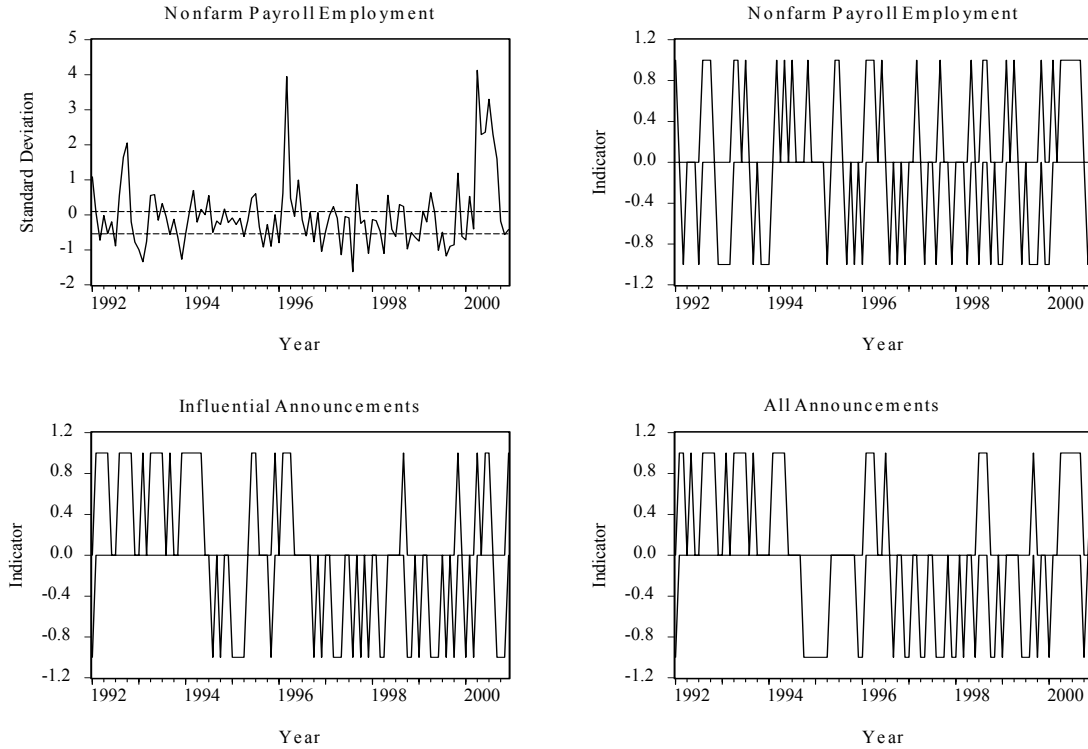 Nonfarm Payroll Employment
5
4
3
2
1
0
-1
-2
Standard Deviation
1992 1994 1996 1998 2000
Year
Nonfarm Payroll Employment
1.2
0.8
0.4
0.0
-0.4
-0.8
-1.2
Indicator
1992 1994 1996 1998 2000
Year
Influential Announcements
1.2
0.8
0.4
0.0
-0.4
-0.8
-1.2
Indicator
1992 1994 1996 1998 2000
Year
All Announcements
1.2
0.8
0.4
0.0
-0.4
-0.8
-1.2
Indicator
1992 1994 1996 1998 2000
Year